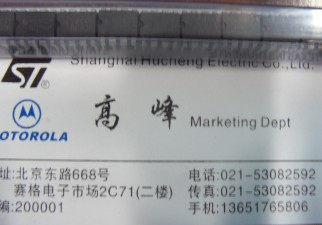 Shanghai Hucheng Electric Co.,Ltd.
ST
MOTOROLA
高峰 Marketing Dept
址:北京东路668号 电话:021-53082592
赛格电子市场2C71(二楼) 传真:021-53082592
编:200001 手机:13651765806